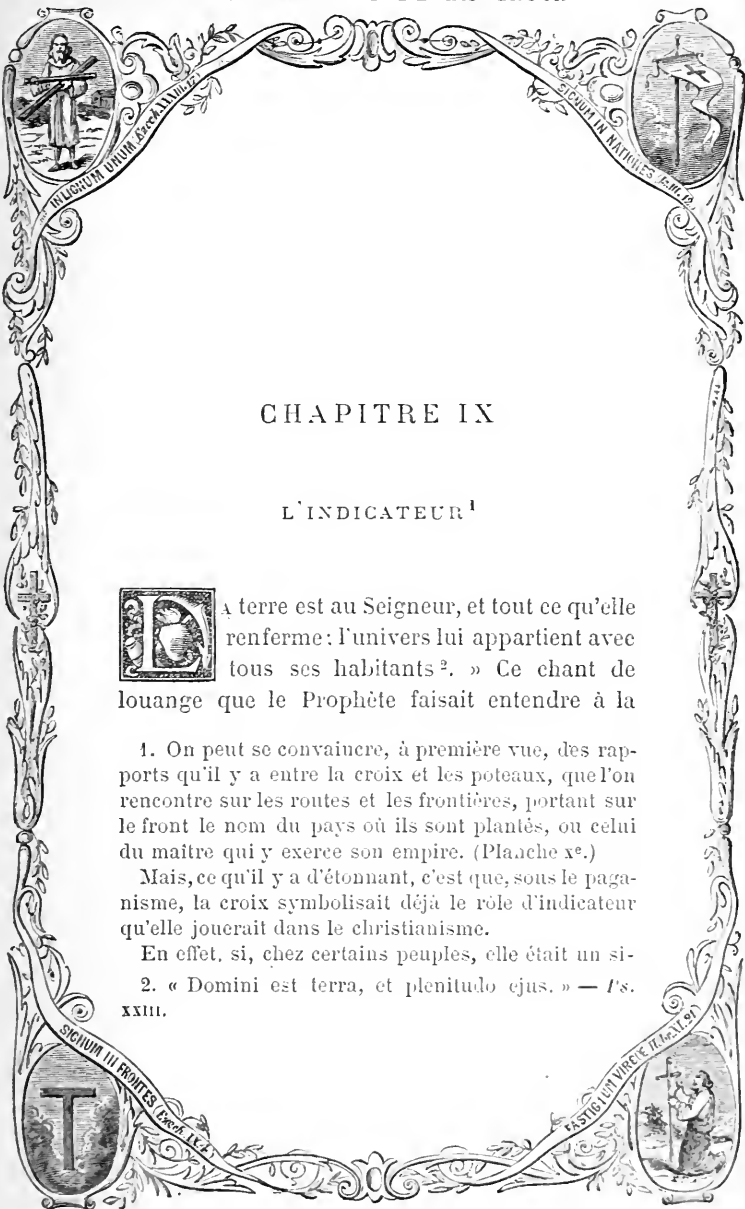 IN LIGNUM UNUM
SIGNUM IN NATIONES
CHAPITRE IX
L'INDICATEUR¹
LA terre est au Seigneur, et tout ce qu'elle
renferme : l'univers lui appartient avec
tous ses habitants ². » Ce chant de
louange que le Prophète faisait entendre à la
1. On peut se convaincre, à première vue, des rap-
ports qu'il y a entre la croix et les poteaux, que l'on
rencontre sur les routes et les frontières, portant sur
le front le nom du pays où ils sont plantés, ou celui
du maître qui y exerce son empire. (Planche xᵉ.)
Mais, ce qu'il y a d'étonnant, c'est que, sous le paga-
nisme, la croix symbolisait déjà le rôle d'indicateur
qu'elle jouerait dans le christianisme.
En effet, si, chez certains peuples, elle était un si-
2. « Domini est terra, et plenitudo ejus. » — Ps.
XXIII.
SIGNUM IN FRONTES
FASTIGIUM VIRGÆ
T